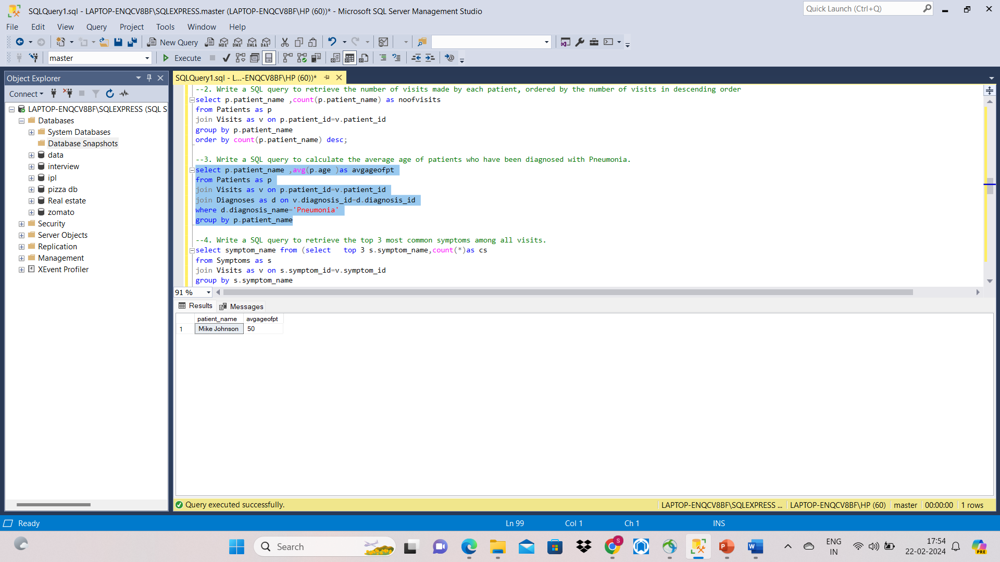 SQLQuery1.sql - LAPTOP-ENQCV8BF\SQLEXPRESS.master (LAPTOP-ENQCV8BF\HP (60))* - Microsoft SQL Server Management Studio
Quick Launch (Ctrl+Q)
File Edit View Query Project Tools Window Help
New Query MDX DMX XMLA DAX
master Execute
Object Explorer
SQLQuery1.sql - L...-ENQCV8BF\HP (60))*
Connect
LAPTOP-ENQCV8BF\SQLEXPRESS (SQL S
Databases
System Databases
Database Snapshots
data
interview
ipl
pizza db
Real estate
zomato
Security
Server Objects
Replication
Management
XEvent Profiler
--2. Write a SQL query to retrieve the number of visits made by each patient, ordered by the number of visits in descending order
select p.patient_name ,count(p.patient_name) as noofvisits
from Patients as p
join Visits as v on p.patient_id=v.patient_id
group by p.patient_name
order by count(p.patient_name) desc;
--3. Write a SQL query to calculate the average age of patients who have been diagnosed with Pneumonia.
select p.patient_name ,avg(p.age )as avgageofpt
from Patients as p
join Visits as v on p.patient_id=v.patient_id
join Diagnoses as d on v.diagnosis_id=d.diagnosis_id
where d.diagnosis_name='Pneumonia'
group by p.patient_name
--4. Write a SQL query to retrieve the top 3 most common symptoms among all visits.
select symptom_name from (select   top 3 s.symptom_name,count(*)as cs
from Symptoms as s
join Visits as v on s.symptom_id=v.symptom_id
group by s.symptom_name
91 %
Results Messages
patient_name avgageofpt
1 Mike Johnson 50
Query executed successfully. LAPTOP-ENQCV8BF\SQLEXPRESS ... LAPTOP-ENQCV8BF\HP (60) master 00:00:00 1 rows
Ready Ln 99 Col 1 Ch 1 INS
Search
S
ENG
IN
17:54
22-02-2024
PRE